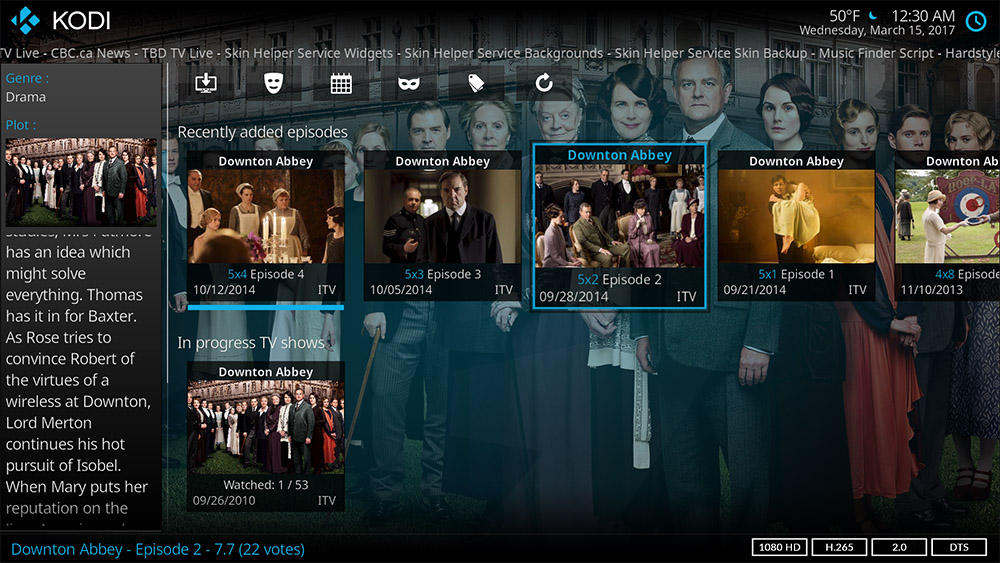 KODI
50°F 12:30 AM
Wednesday, March 15, 2017
TV Live - CBC.ca News - TBD TV Live - Skin Helper Service Widgets - Skin Helper Service Backgrounds - Skin Helper Service Skin Backup - Music Finder Script - Hardstyle
Genre :
Drama
Plot :
has an idea which
might solve
everything. Thomas
has it in for Baxter.
As Rose tries to
convince Robert of
the virtues of a
wireless at Downton,
Lord Merton
continues his hot
pursuit of Isobel.
When Mary puts her
reputation on the
Recently added episodes
Downton Abbey
5x4 Episode 4
10/12/2014 ITV
Downton Abbey
5x3 Episode 3
10/05/2014 ITV
Downton Abbey
5x2 Episode 2
09/28/2014 ITV
Downton Abbey
5x1 Episode 1
09/21/2014 ITV
Downton Ab
HOOP-LA
4x8 Episode
11/10/2013
In progress TV shows
Downton Abbey
Watched: 1 / 53
09/26/2010 ITV
Downton Abbey - Episode 2 - 7.7 (22 votes)
1080 HD H.265 2.0 DTS